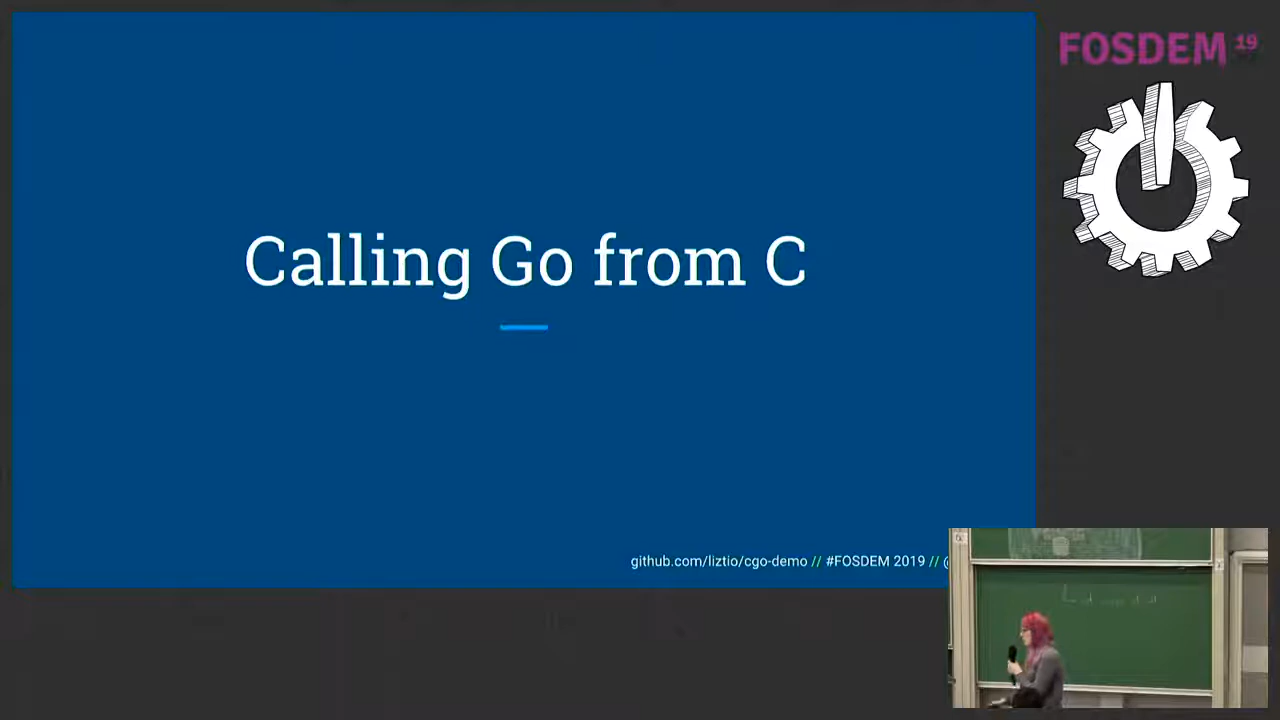 FOSDEM 19
Calling Go from C
github.com/liztio/cgo-demo // #FOSDEM 2019 // @